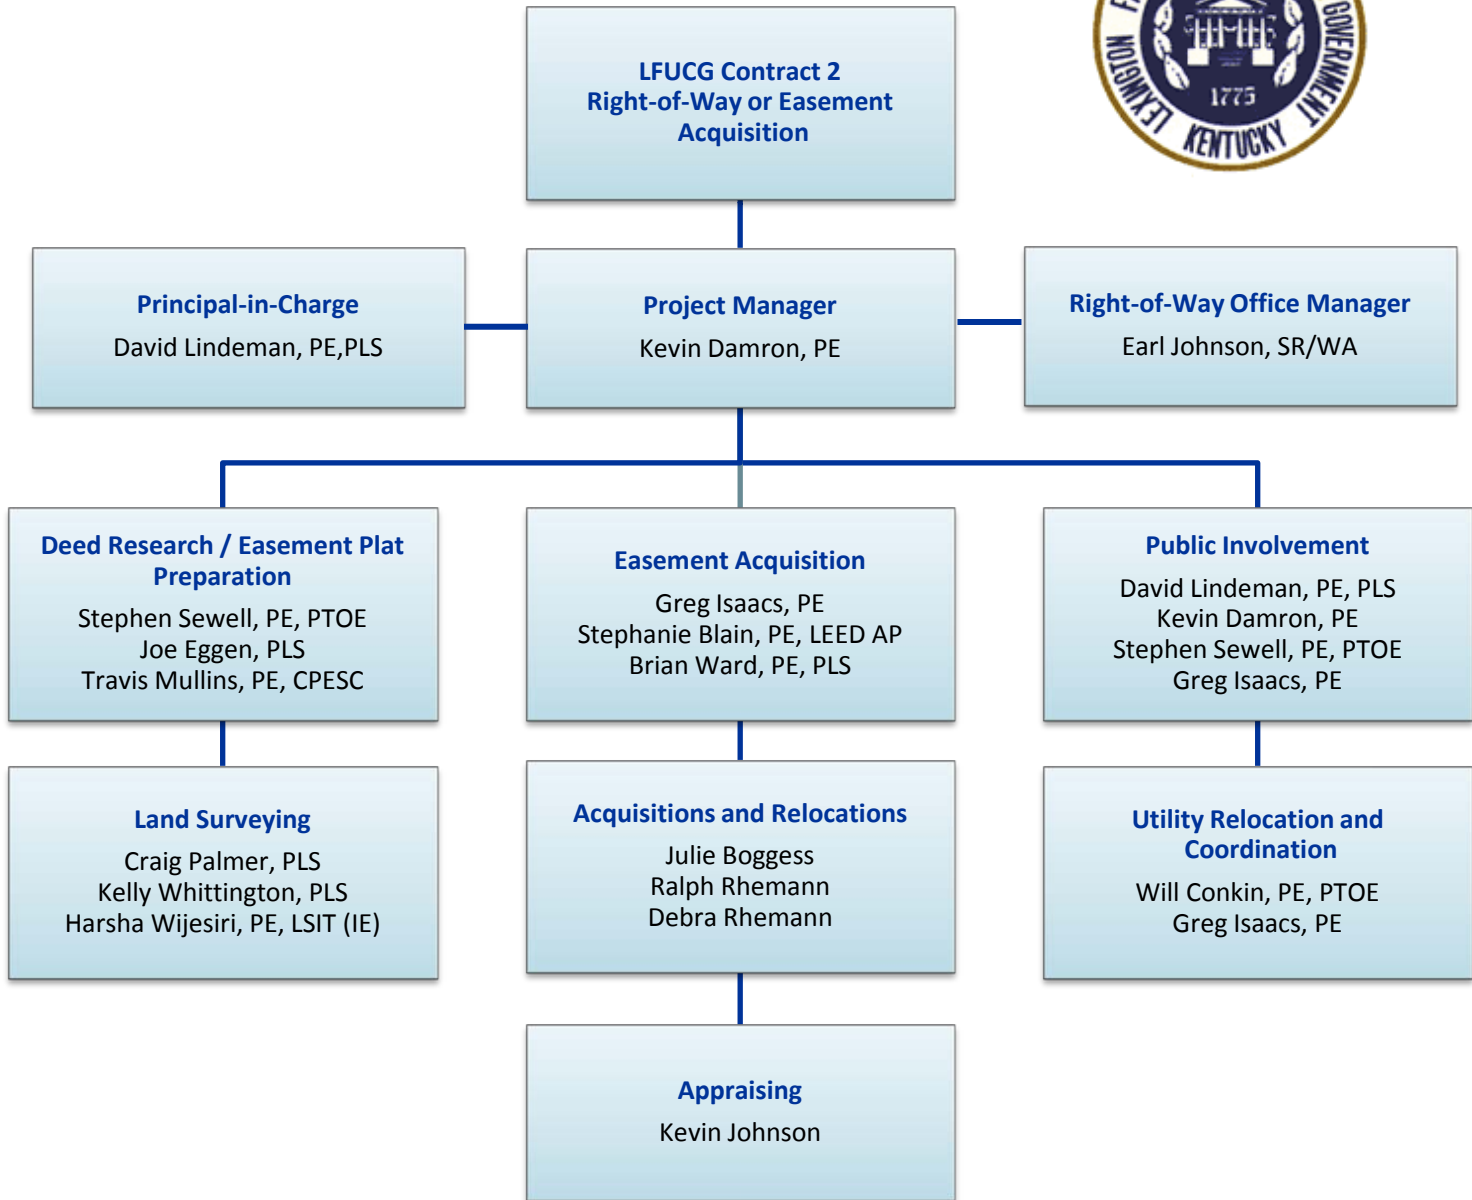 LFUCG Contract 2
Right-of-Way or Easement
Acquisition
GOVERNMENT
LEXINGTON
1775
KENTUCKY
Principal-in-Charge
David Lindeman, PE,PLS
Project Manager
Kevin Damron, PE
Right-of-Way Office Manager
Earl Johnson, SR/WA
Deed Research / Easement Plat
Preparation
Stephen Sewell, PE, PTOE
Joe Eggen, PLS
Travis Mullins, PE, CPESC
Easement Acquisition
Greg Isaacs, PE
Stephanie Blain, PE, LEED AP
Brian Ward, PE, PLS
Public Involvement
David Lindeman, PE, PLS
Kevin Damron, PE
Stephen Sewell, PE, PTOE
Greg Isaacs, PE
Land Surveying
Craig Palmer, PLS
Kelly Whittington, PLS
Harsha Wijesiri, PE, LSIT (IE)
Acquisitions and Relocations
Julie Boggess
Ralph Rhemann
Debra Rhemann
Utility Relocation and
Coordination
Will Conkin, PE, PTOE
Greg Isaacs, PE
Appraising
Kevin Johnson